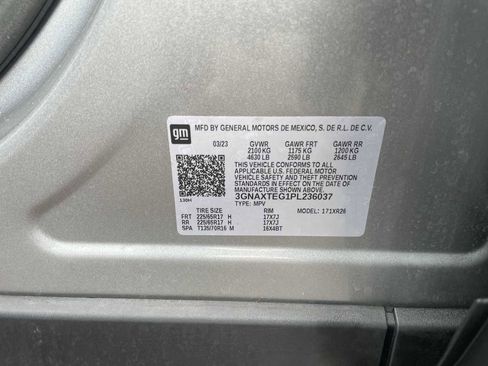 gm
MFD BY GENERAL MOTORS DE MEXICO, S. DE R.L. DE C.V.
03/23 GVWR GAWR FRT GAWR RR
2100 KG 1175 KG 1200 KG
4630 LB 2590 LB 2645 LB
THIS VEHICLE CONFORMS TO ALL
APPLICABLE U.S. FEDERAL MOTOR
VEHICLE SAFETY AND THEFT PREVENTION
STANDARDS IN EFFECT ON THE DATE OF
MANUFACTURE SHOWN ABOVE.
130H
3GNAXTEG1PL236037
TYPE: MPV
TIRE SIZE RIM MODEL: 171XR26
FRT 225/65R17 H 17X7J
RR 225/65R17 H 17X7J
SPA T135/70R16 M 16X4BT